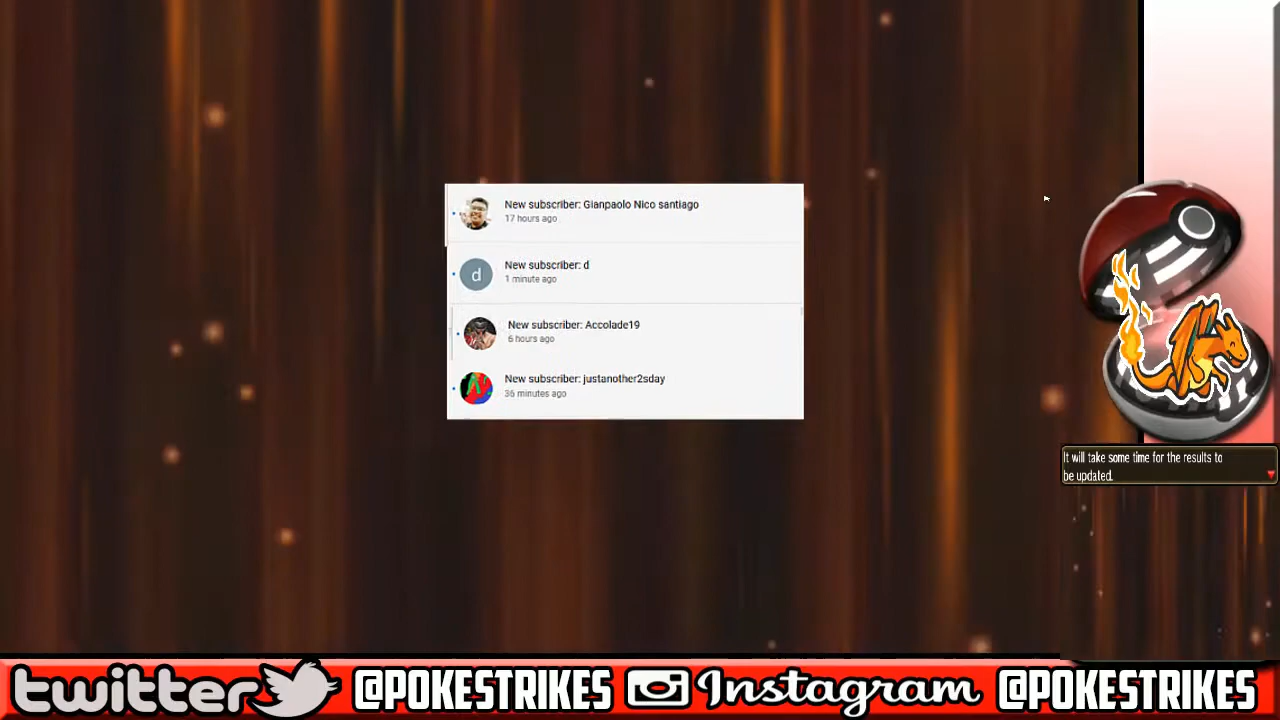 New subscriber: Gianpaolo Nico santiago
17 hours ago
New subscriber: d
1 minute ago
d
New subscriber: Accolade19
6 hours ago
New subscriber: justanother2sday
36 minutes ago
It will take some time for the results to
be updated.
twitter @POKESTRIKES Instagram @POKESTRIKES